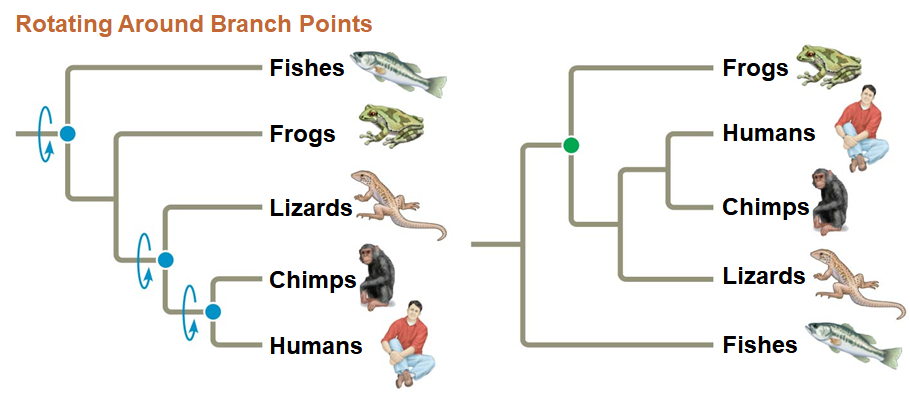 Rotating Around Branch Points
Fishes
Frogs
Lizards
Chimps
Humans
Frogs
Humans
Chimps
Lizards
Fishes